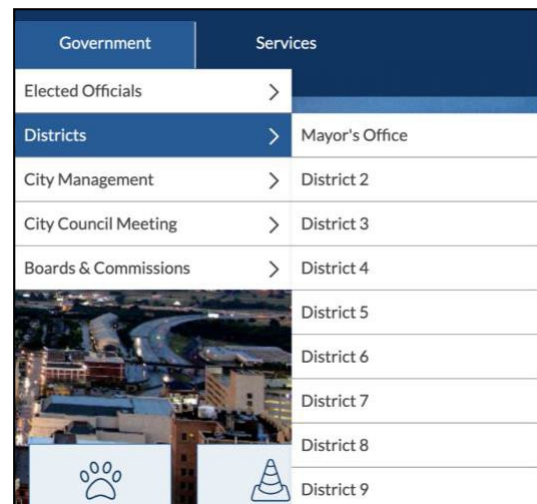 Government
Services
Elected Officials
Districts
City Management
City Council Meeting
Boards & Commissions
Mayor's Office
District 2
District 3
District 4
District 5
District 6
District 7
District 8
District 9